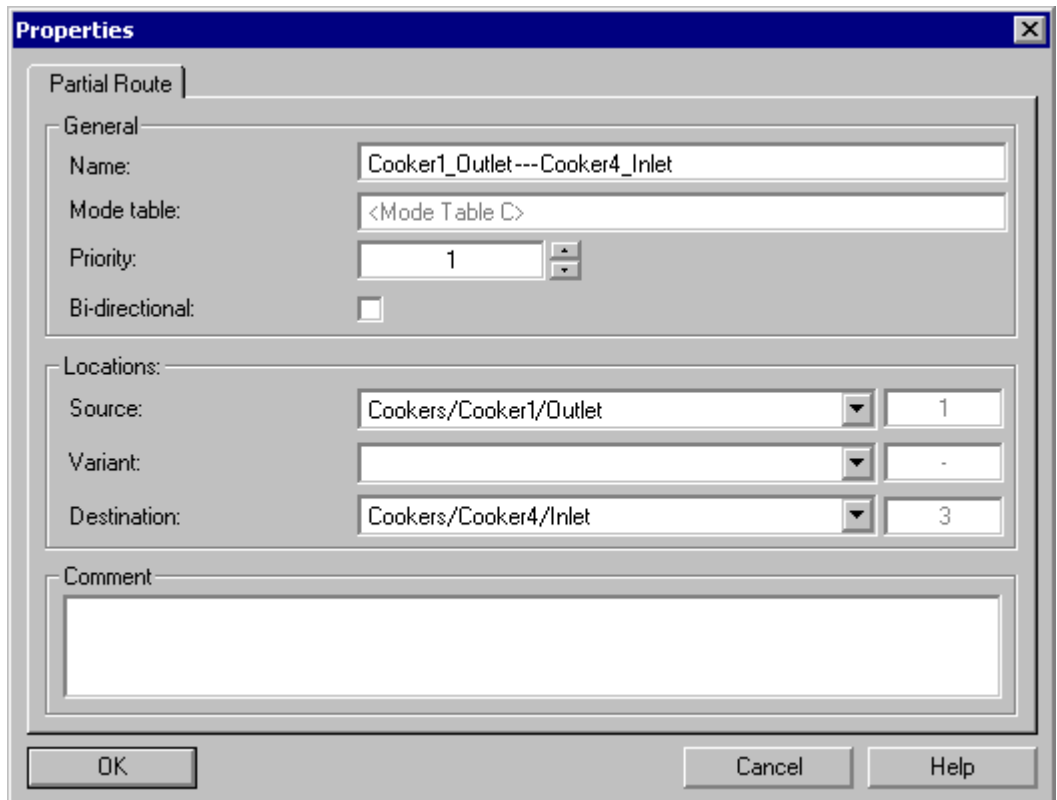 Properties
Partial Route
General
Name: Cooker1_Outlet---Cooker4_Inlet
Mode table: <Mode Table C>
Priority: 1
Bi-directional:
Locations:
Source: Cookers/Cooker1/Outlet 1
Variant: -
Destination: Cookers/Cooker4/Inlet 3
Comment
OK Cancel Help